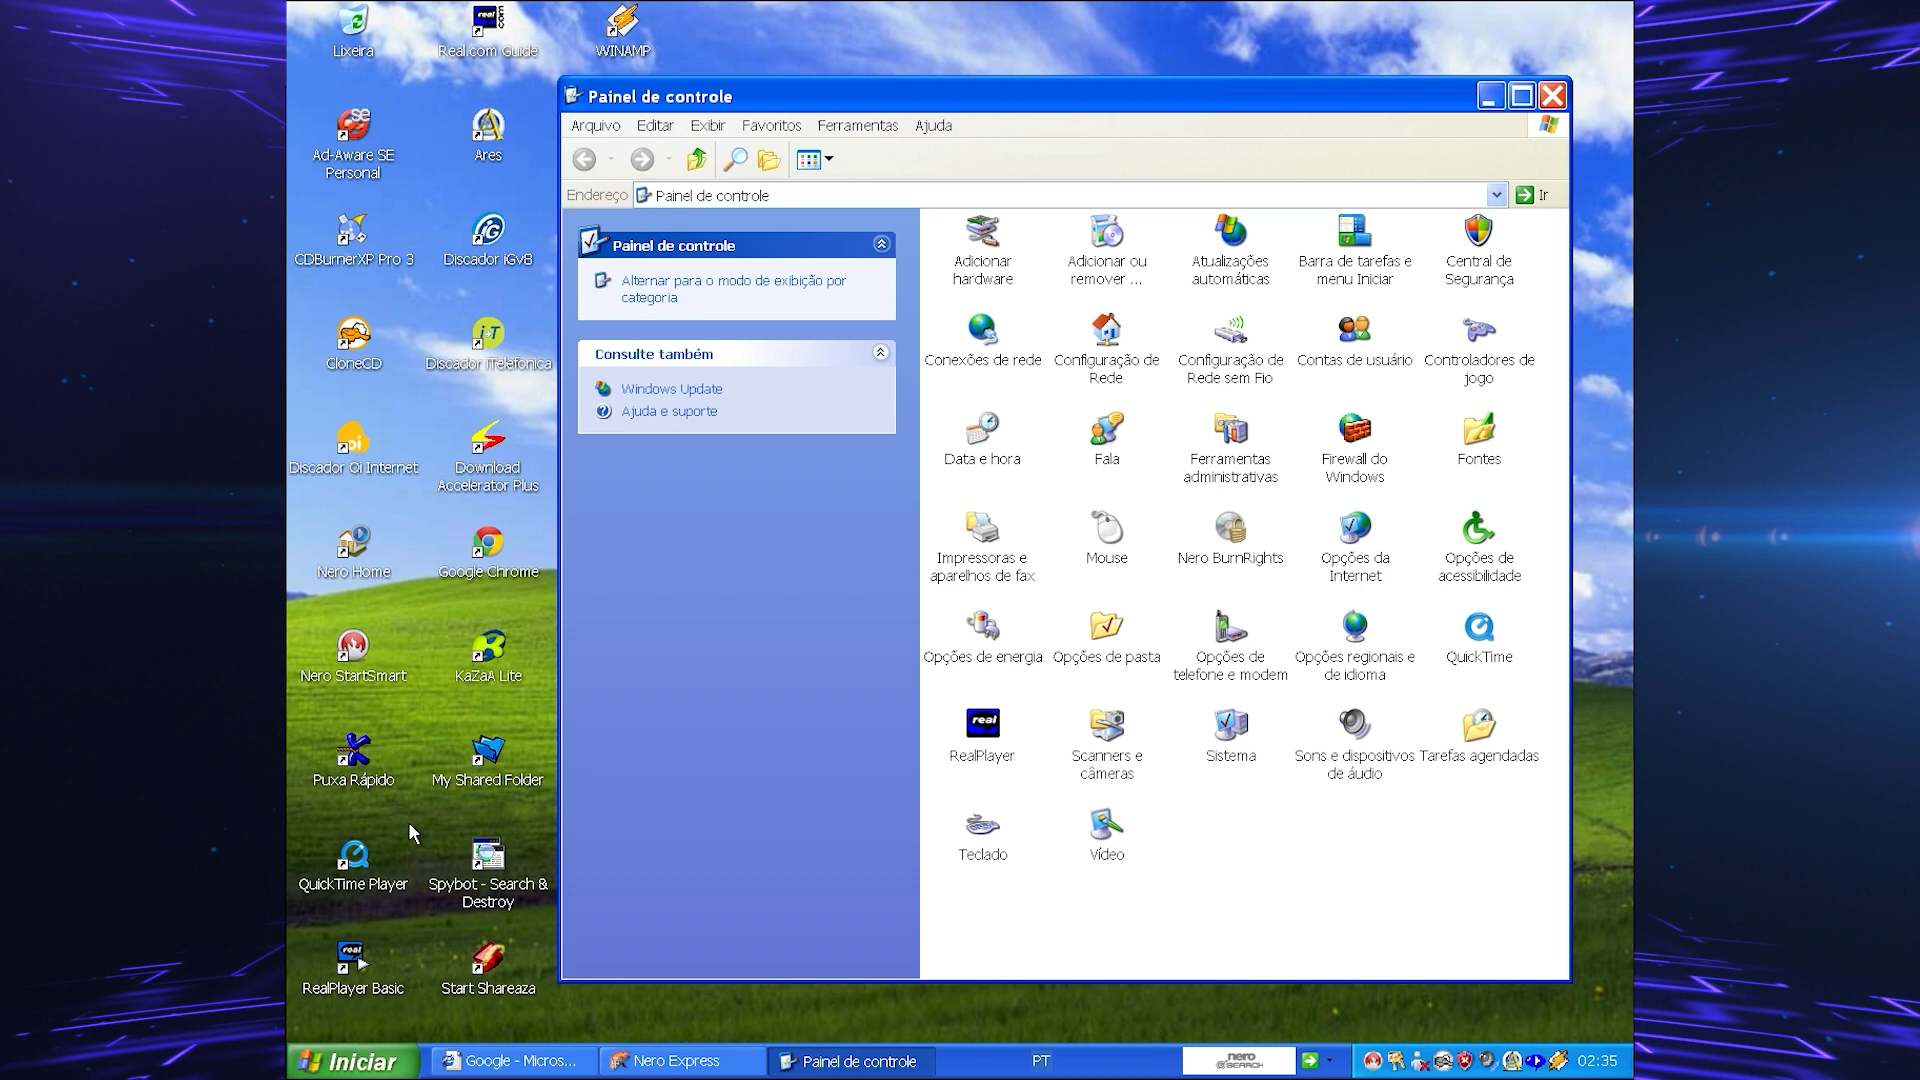 Lixeira
Real.com Guide
WINAMP
Ad-Aware SE
Personal
Ares
CDBurnerXP Pro 3
Discador iGv8
CloneCD
Discador iTelefonica
Discador Oi Internet
Download
Accelerator Plus
Nero Home
Google Chrome
Nero StartSmart
KaZaA Lite
Puxa Rápido
My Shared Folder
QuickTime Player
Spybot - Search &
Destroy
RealPlayer Basic
Start Shareaza
Painel de controle
Arquivo Editar Exibir Favoritos Ferramentas Ajuda
Endereço Painel de controle Ir
Painel de controle
Alternar para o modo de exibição por
categoria
Consulte também
Windows Update
Ajuda e suporte
Adicionar
hardware
Adicionar ou
remover ...
Atualizações
automáticas
Barra de tarefas e
menu Iniciar
Central de
Segurança
Conexões de rede
Configuração de
Rede
Configuração de
Rede sem Fio
Contas de usuário
Controladores de
jogo
Data e hora
Fala
Ferramentas
administrativas
Firewall do
Windows
Fontes
Impressoras e
aparelhos de fax
Mouse
Nero BurnRights
Opções da
Internet
Opções de
acessibilidade
Opções de energia
Opções de pasta
Opções de
telefone e modem
Opções regionais e
de idioma
QuickTime
real
RealPlayer
Scanners e
câmeras
Sistema
Sons e dispositivos
de áudio
Tarefas agendadas
Teclado
Vídeo
Iniciar
Google - Micros...
Nero Express
Painel de controle
PT
nero
SEARCH
02:35